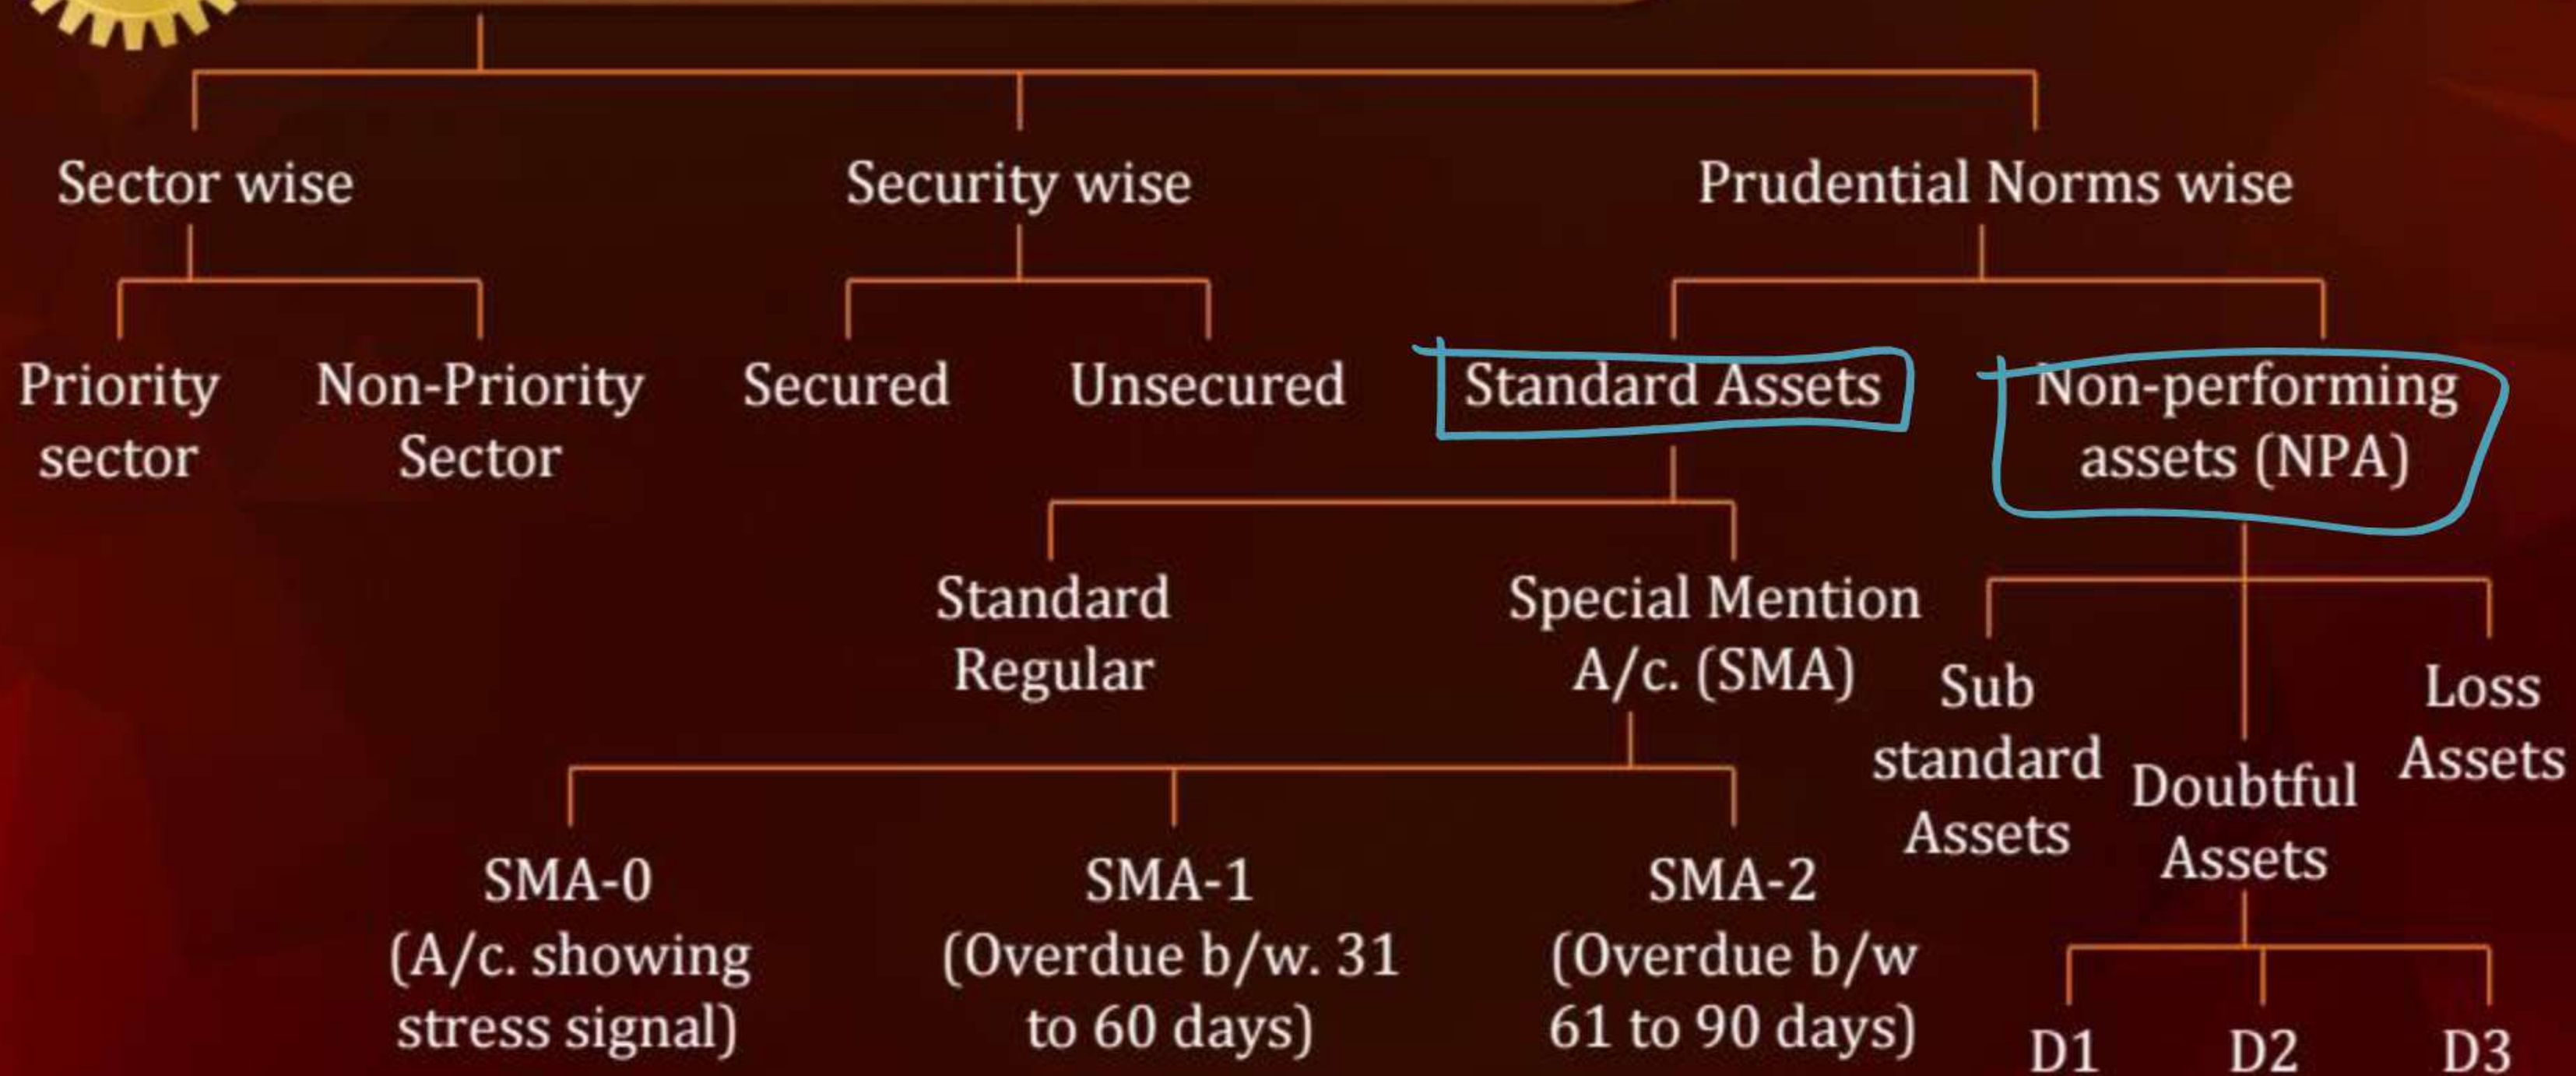 Sector wise
Security wise
Prudential Norms wise
Priority
sector
Non-Priority
Sector
Secured
Unsecured
Standard Assets
Non-performing
assets (NPA)
Standard
Regular
Special Mention
A/c. (SMA)
Sub
standard
Assets
Doubtful
Assets
Loss
Assets
SMA-0
(A/c. showing
stress signal)
SMA-1
(Overdue b/w. 31
to 60 days)
SMA-2
(Overdue b/w
61 to 90 days)
D1
D2
D3